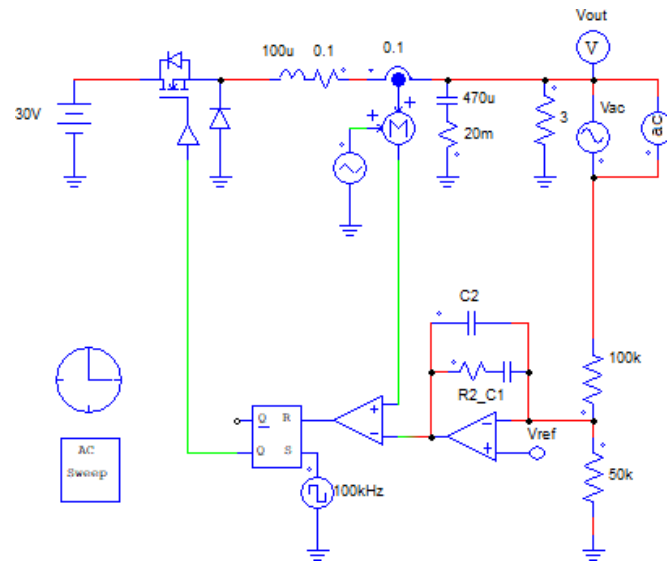 Vout
V
100u 0.1 0.1
30V
470u
20m
3
Vac
ac
M
C2
R2_C1
100k
Vref
50k
Q R
Q S
100kHz
AC
Sweep